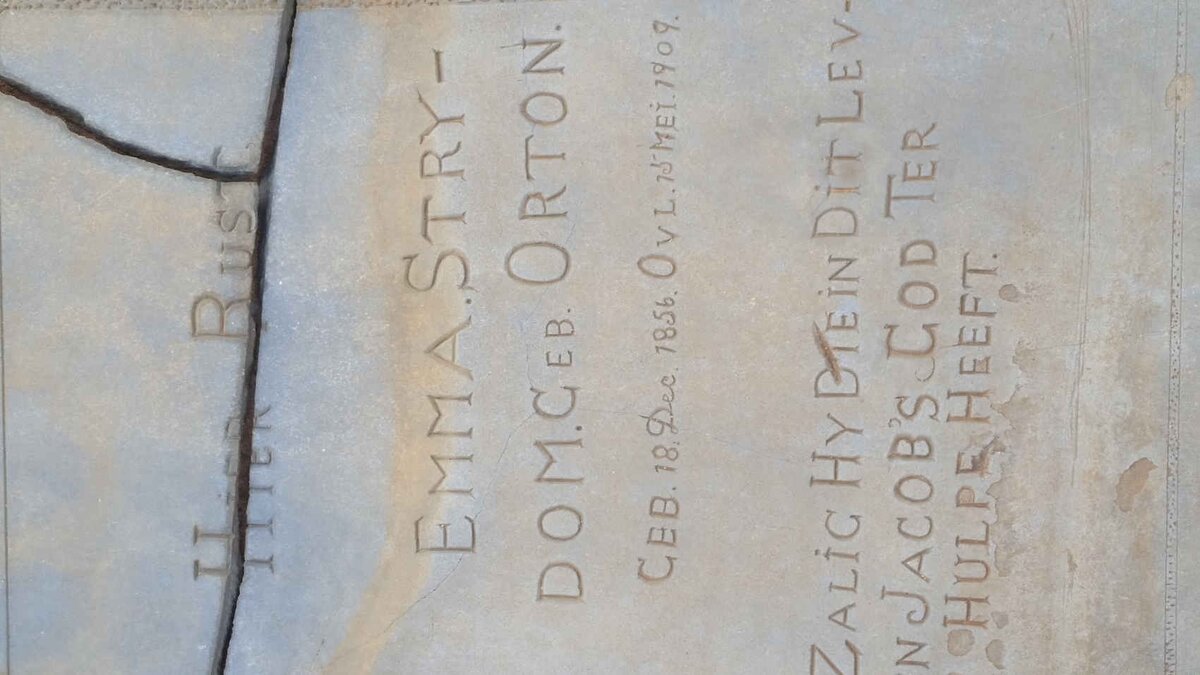 HIER RUST
EMMA. STRY-
DOM. GEB. ORTON.
GEB. 18. Dec. 1856. OVL. 15 MEI. 1909.
ZALIG HY DIE IN DIT LEV-
EN JACOB'S GOD TER
HULPE HEEFT.